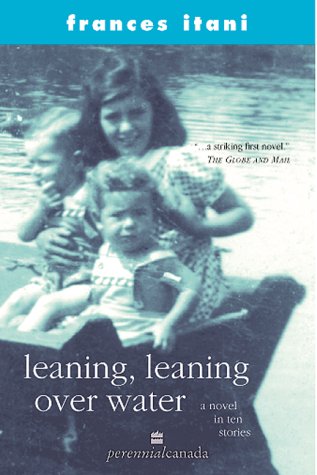 frances itani
"...a striking first novel."
THE GLOBE AND MAIL
leaning, leaning
over water
a novel
in ten
stories
perennialcanada